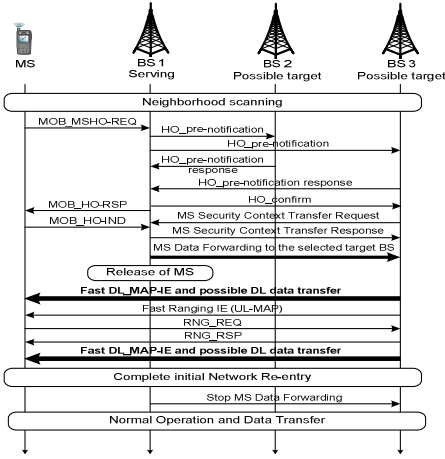 MS
BS 1
Serving
BS 2
Possible target
BS 3
Possible target
Neighborhood scanning
MOB_MSHO-REQ
HO_pre-notification
HO_pre-notification
HO_pre-notification
response
HO_pre-notification response
HO_confirm
MOB_HO-RSP
MS Security Context Transfer Request
MOB_HO-IND
MS Security Context Transfer Response
MS Data Forwarding to the selected target BS
Release of MS
Fast DL_MAP-IE and possible DL data transfer
Fast Ranging IE (UL-MAP)
RNG_REQ
RNG_RSP
Fast DL_MAP-IE and possible DL data transfer
Complete initial Network Re-entry
Stop MS Data Forwarding
Normal Operation and Data Transfer